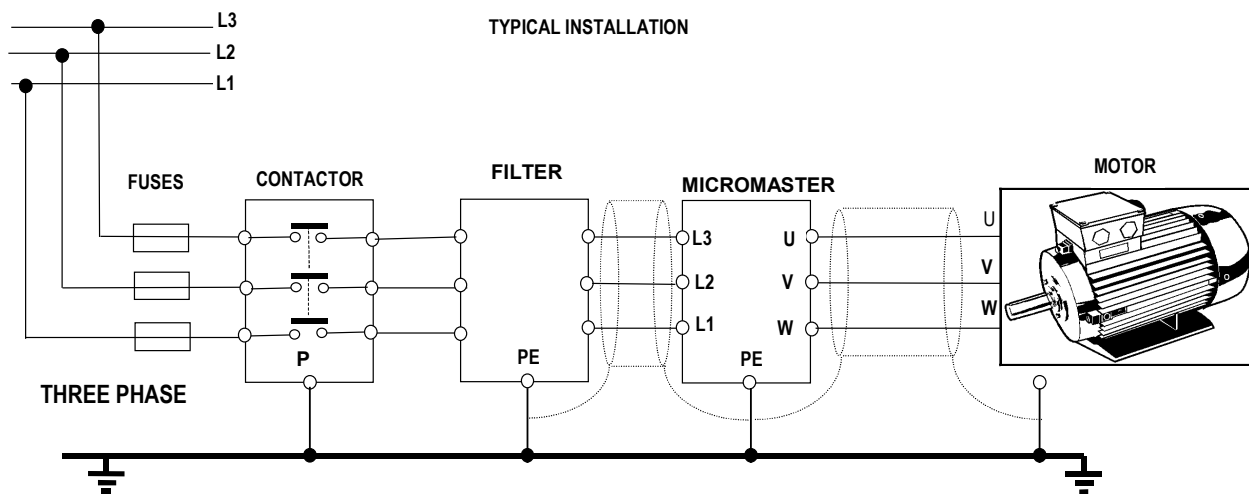 L3
TYPICAL INSTALLATION
L2
L1
FUSES
CONTACTOR
FILTER
MICROMASTER
MOTOR
L3
U
U
L2
V
V
L1
W
W
P
PE
PE
THREE PHASE